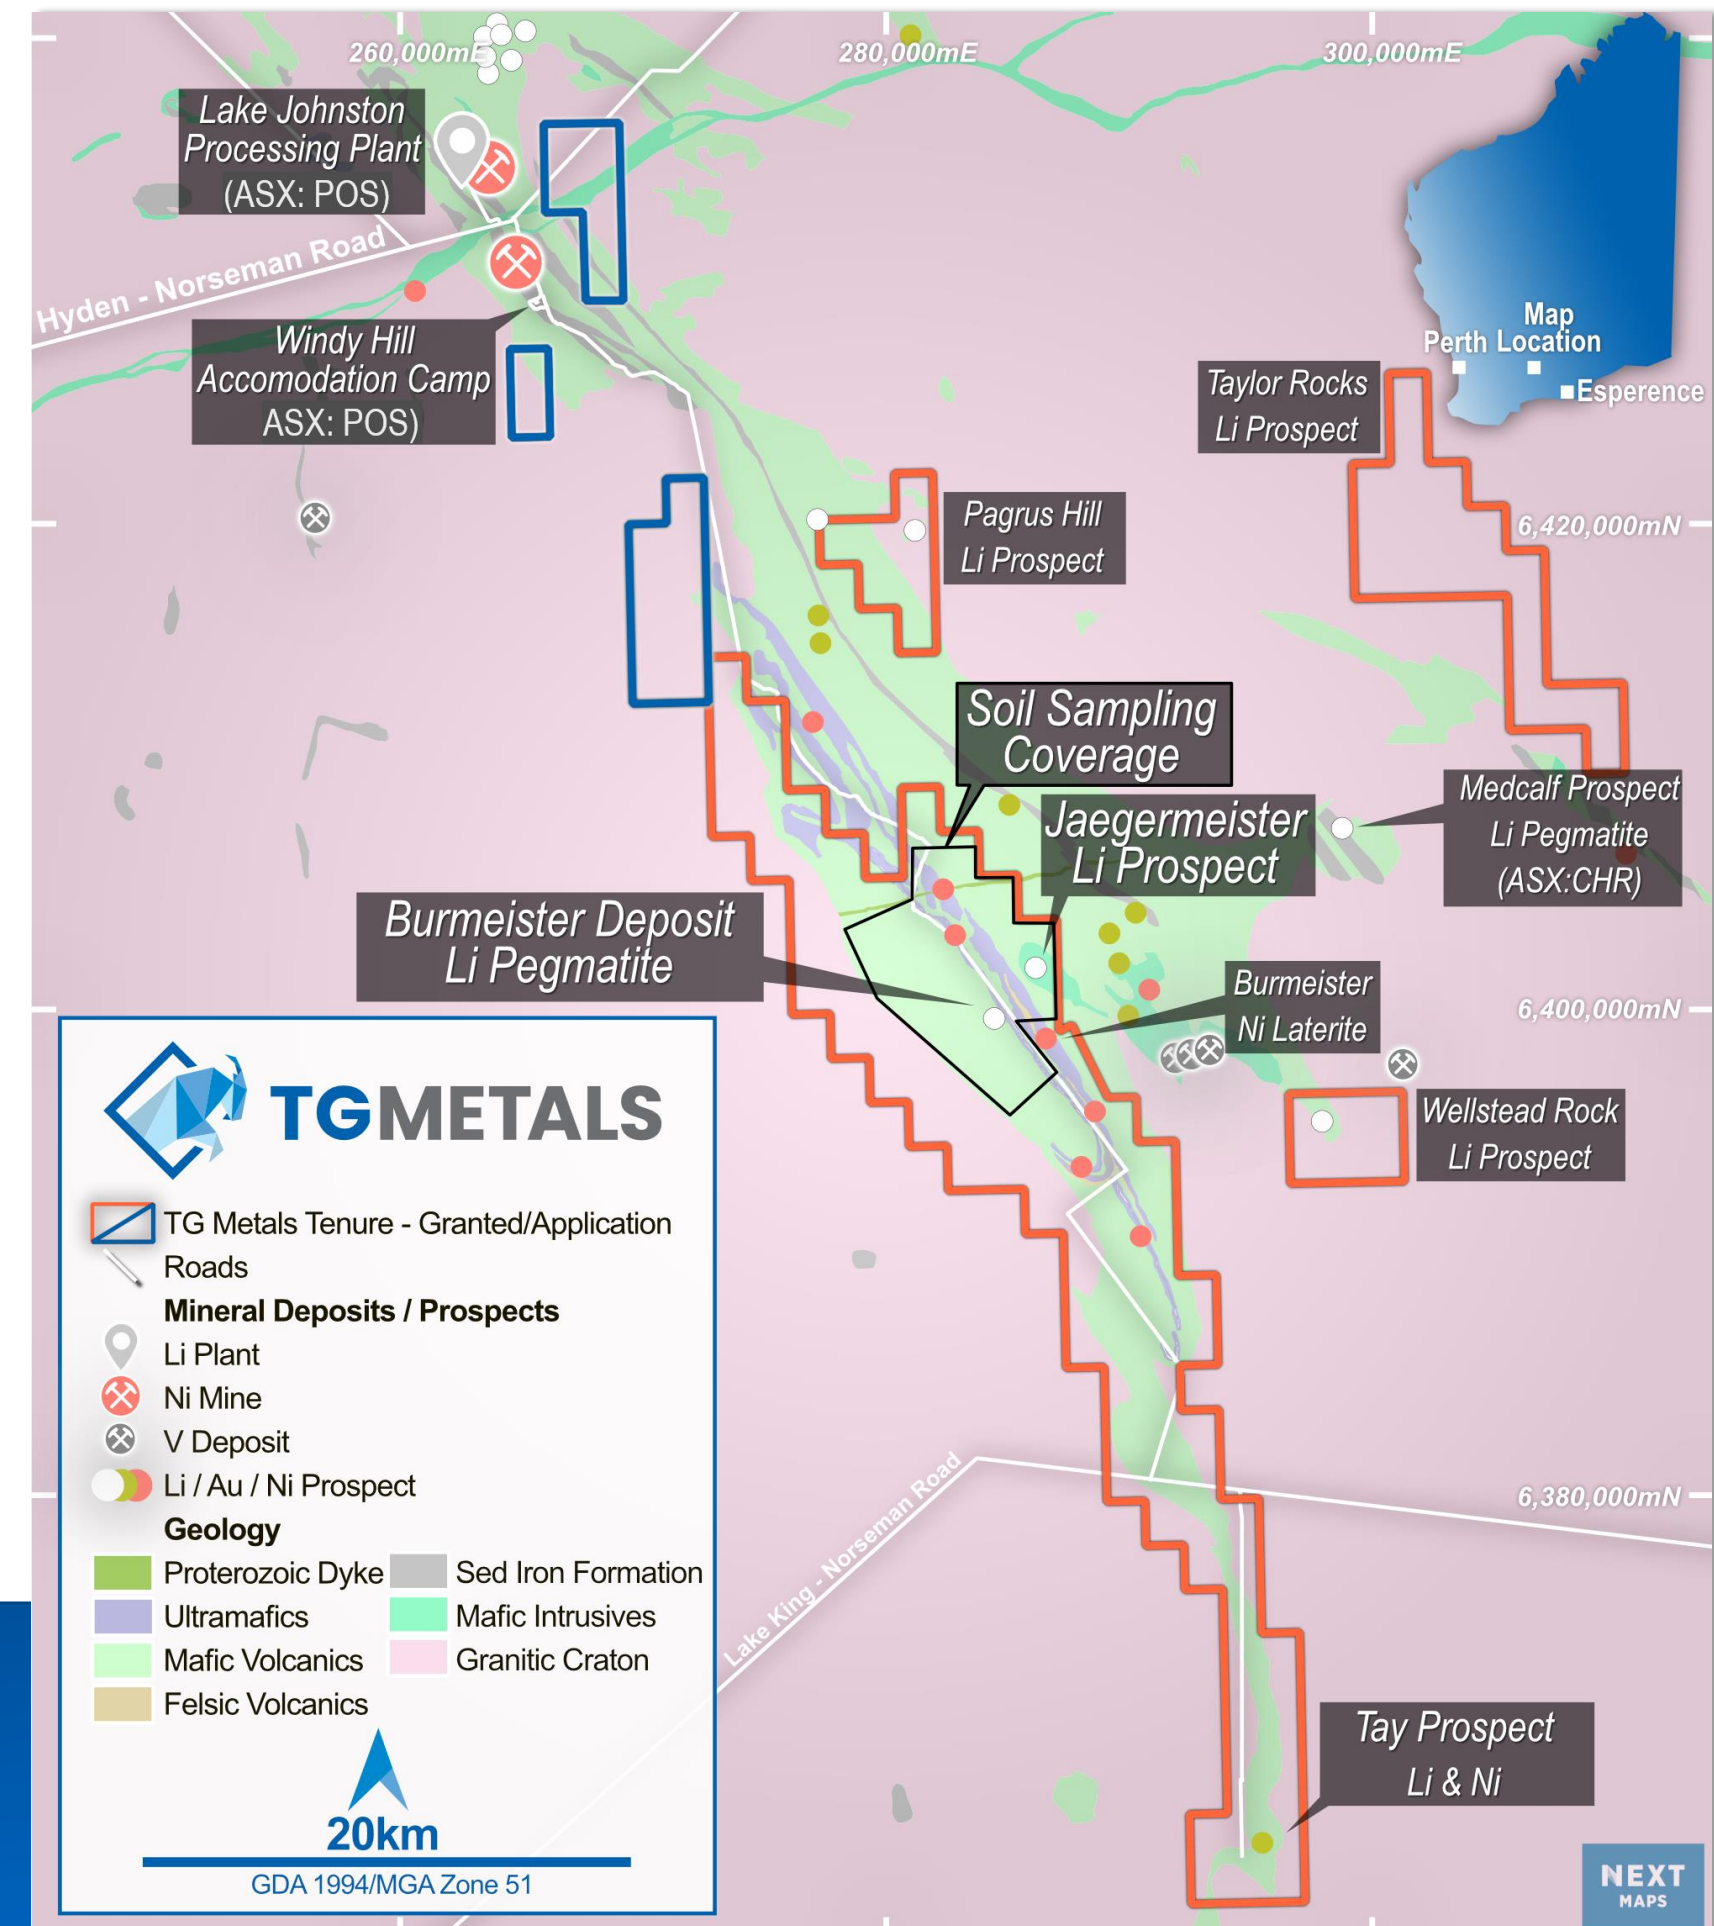 260,000mE
280,000mE
300,000mE
Lake Johnston
Processing Plant
(ASX: POS)
Hyden - Norseman Road
Windy Hill
Accomodation Camp
ASX: POS)
Map
Perth Location
Esperence
Taylor Rocks
Li Prospect
Pagrus Hill
Li Prospect
6,420,000mN
Soil Sampling
Coverage
Medcalf Prospect
Li Pegmatite
(ASX:CHR)
Jaegermeister
Li Prospect
Burmeister Deposit
Li Pegmatite
Burmeister
Ni Laterite
6,400,000mN
Wellstead Rock
Li Prospect
6,380,000mN
Lake King - Norseman Road
Tay Prospect
Li & Ni
TGMETALS
TG Metals Tenure - Granted/Application
Roads
Mineral Deposits / Prospects
Li Plant
Ni Mine
V Deposit
Li / Au / Ni Prospect
Geology
Proterozoic Dyke
Sed Iron Formation
Ultramafics
Mafic Intrusives
Mafic Volcanics
Granitic Craton
Felsic Volcanics
20km
GDA 1994/MGA Zone 51
NEXT
MAPS